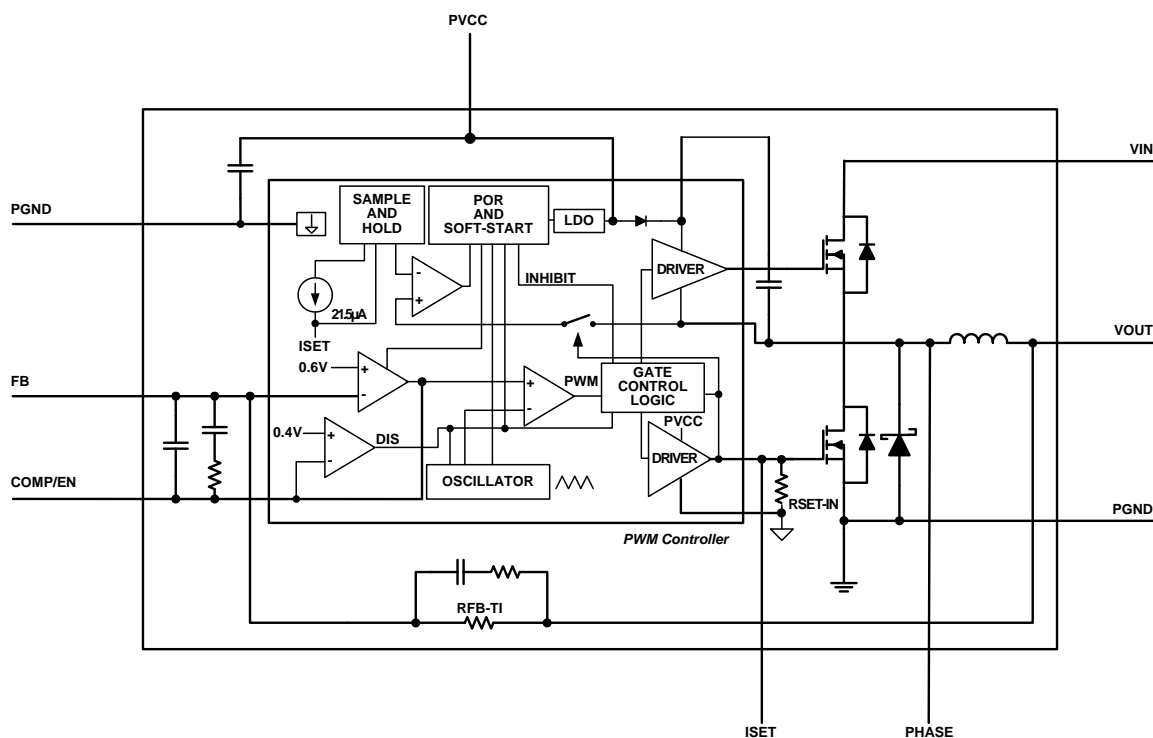 PVCC
VIN
SAMPLE
AND
HOLD
POR
AND
SOFT-START
LDO
PGND
DRIVER
INHIBIT
21.5µA
ISET
VOUT
0.6V
FB
PWM
GATE
CONTROL
LOGIC
0.4V
DIS
PVCC
DRIVER
COMP/EN
OSCILLATOR
RSET-IN
PGND
PWM Controller
RFB-TI
ISET
PHASE